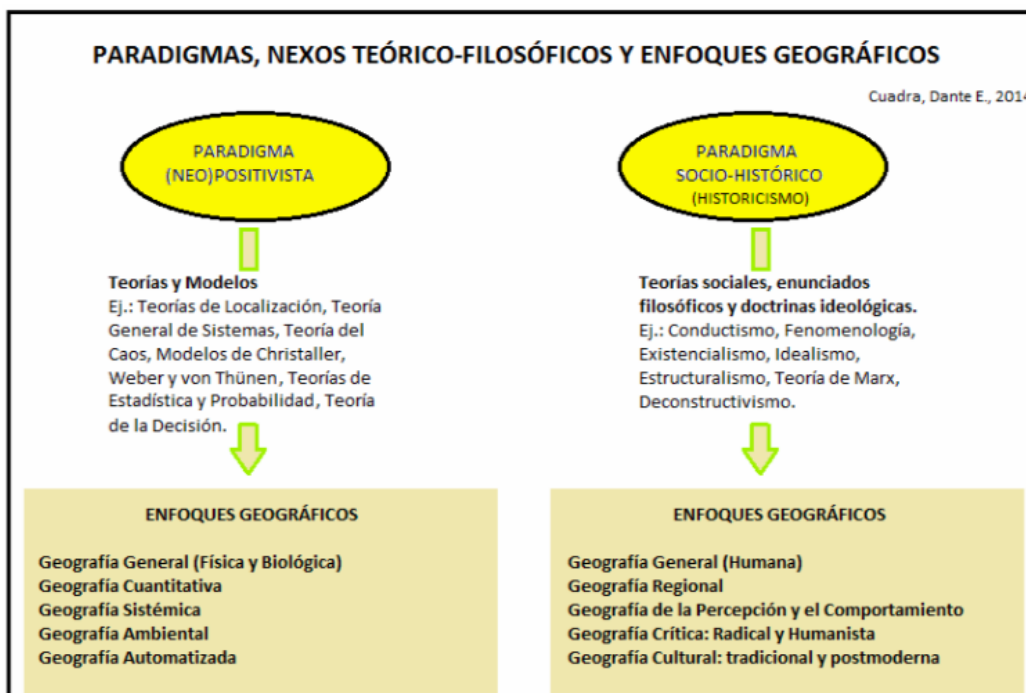 PARADIGMAS, NEXOS TEÓRICO-FILOSÓFICOS Y ENFOQUES GEOGRÁFICOS
Cuadra, Dante E., 2014
PARADIGMA
(NEO)POSITIVISTA
Teorías y Modelos
Ej.: Teorías de Localización, Teoría
General de Sistemas, Teoría del
Caos, Modelos de Christaller,
Weber y von Thünen, Teorías de
Estadística y Probabilidad, Teoría
de la Decisión.
ENFOQUES GEOGRÁFICOS
Geografía General (Física y Biológica)
Geografía Cuantitativa
Geografía Sistémica
Geografía Ambiental
Geografía Automatizada
PARADIGMA
SOCIO-HISTÓRICO
(HISTORICISMO)
Teorías sociales, enunciados
filosóficos y doctrinas ideológicas.
Ej.: Conductismo, Fenomenología,
Existencialismo, Idealismo,
Estructuralismo, Teoría de Marx,
Deconstructivismo.
ENFOQUES GEOGRÁFICOS
Geografía General (Humana)
Geografía Regional
Geografía de la Percepción y el Comportamiento
Geografía Crítica: Radical y Humanista
Geografía Cultural: tradicional y postmoderna